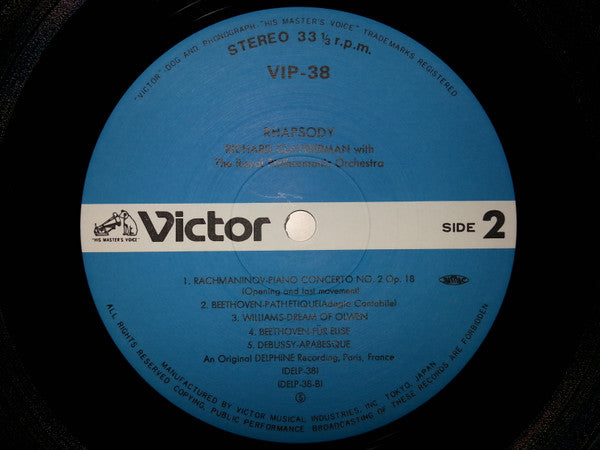 "VICTOR"-DOG AND PHONOGRAPH-"HIS MASTER'S VOICE" TRADEMARKS REGISTERED
STEREO 33 ⅓ r.p.m.
VIP-38
RHAPSODY
RICHARD CLAYDERMAN with
The Royal Philharmonic Orchestra
"HIS MASTER'S VOICE"
Victor
SIDE 2
1. RACHMANINOV-PIANO CONCERTO NO. 2 Op. 18
(Opening and last movement)
2. BEETHOVEN-PATHETIQUE(Adagio Cantabile)
3. WILLIAMS-DREAM OF OLWEN
4. BEETHOVEN-FÜR ELISE
5. DEBUSSY-ARABESQUE
An Original DELPHINE Recording, Paris, France
(DELP-38)
(DELP-38-B)
Ⓢ
ALL RIGHTS RESERVED COPYING, PUBLIC PERFORMANCE BROADCASTING OF THESE RECORDS ARE FORBIDDEN
MANUFACTURED BY VICTOR MUSICAL INDUSTRIES, INC TOKYO, JAPAN